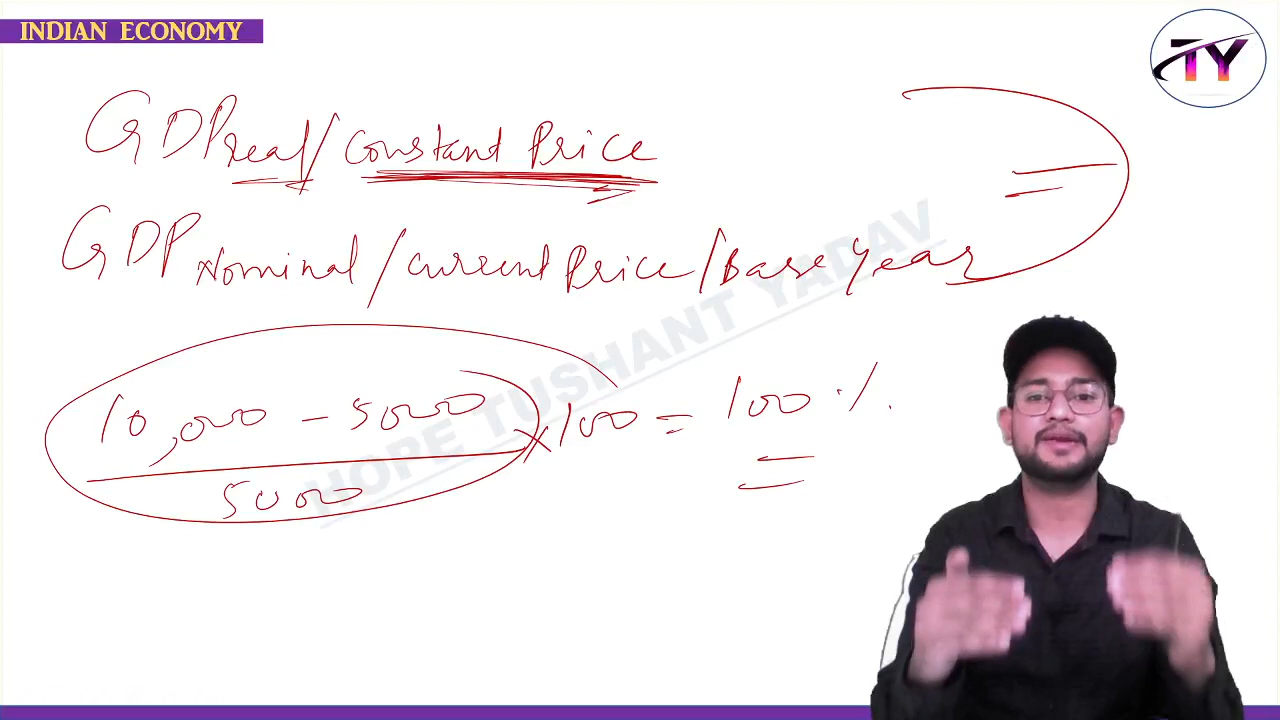 INDIAN ECONOMY
TY
GDP real/constant Price
GDP Nominal/current Price/Base year
HOPE TUSHANT YADAV
10,000 - 5000
5000
× 100 = 100 %.